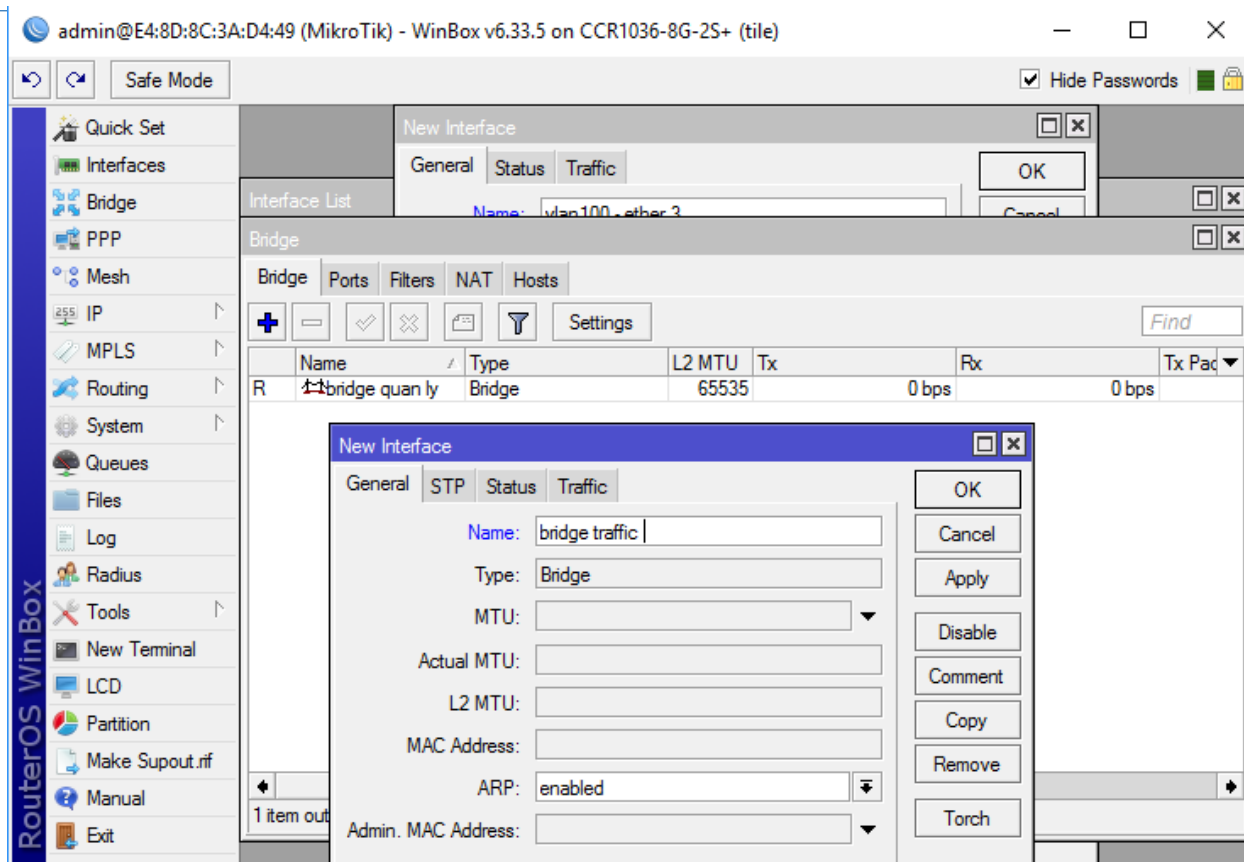 admin@E4:8D:8C:3A:D4:49 (MikroTik) - WinBox v6.33.5 on CCR1036-8G-2S+ (tile)
Safe Mode
Hide Passwords
RouterOS WinBox
Quick Set
Interfaces
Bridge
PPP
Mesh
IP
MPLS
Routing
System
Queues
Files
Log
Radius
Tools
New Terminal
LCD
Partition
Make Supout.rif
Manual
Exit
New Interface
General Status Traffic
OK
Name: vlan100 - ether 3
Cancel
Interface List
Bridge
Bridge Ports Filters NAT Hosts
Settings
Find
Name Type L2 MTU Tx Rx Tx Pac
R bridge quan ly Bridge 65535 0 bps 0 bps
1 item out
New Interface
General STP Status Traffic
Name: bridge traffic
Type: Bridge
MTU:
Actual MTU:
L2 MTU:
MAC Address:
ARP: enabled
Admin. MAC Address:
OK
Cancel
Apply
Disable
Comment
Copy
Remove
Torch